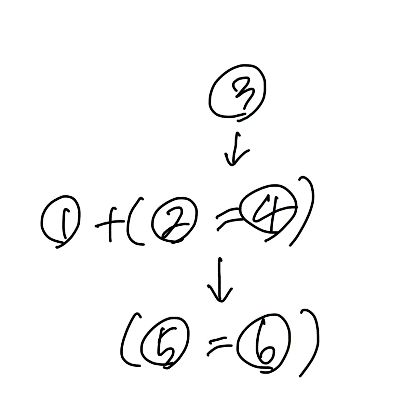 ③
↓
① + (② = ④)
↓
(⑤ = ⑥)